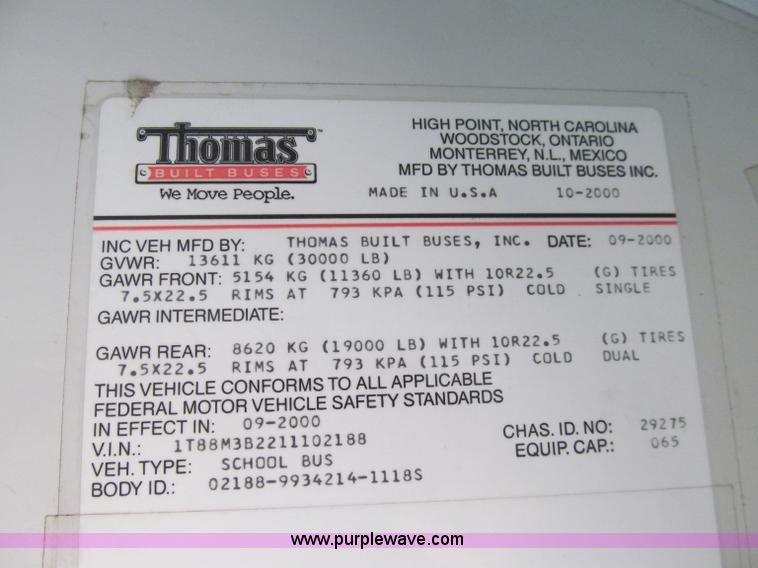 Thomas™
BUILT BUSES
We Move People.
HIGH POINT, NORTH CAROLINA
WOODSTOCK, ONTARIO
MONTERREY, N.L., MEXICO
MFD BY THOMAS BUILT BUSES INC.
MADE IN U.S.A 10-2000
INC VEH MFD BY: THOMAS BUILT BUSES, INC. DATE: 09-2000
GVWR: 13611 KG (30000 LB)
GAWR FRONT: 5154 KG (11360 LB) WITH 10R22.5 (G) TIRES
7.5X22.5 RIMS AT 793 KPA (115 PSI) COLD SINGLE
GAWR INTERMEDIATE:
GAWR REAR: 8620 KG (19000 LB) WITH 10R22.5 (G) TIRES
7.5X22.5 RIMS AT 793 KPA (115 PSI) COLD DUAL
THIS VEHICLE CONFORMS TO ALL APPLICABLE
FEDERAL MOTOR VEHICLE SAFETY STANDARDS
IN EFFECT IN: 09-2000
V.I.N.: 1T88M3B2211102188 CHAS. ID. NO: 29275
VEH. TYPE: SCHOOL BUS EQUIP. CAP.: 065
BODY ID.: 02188-9934214-1118S
www.purplewave.com